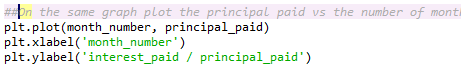 ##On the same graph plot the principal paid vs the number of month
plt.plot(month_number, principal_paid)
plt.xlabel('month_number')
plt.ylabel('interest_paid / principal_paid')